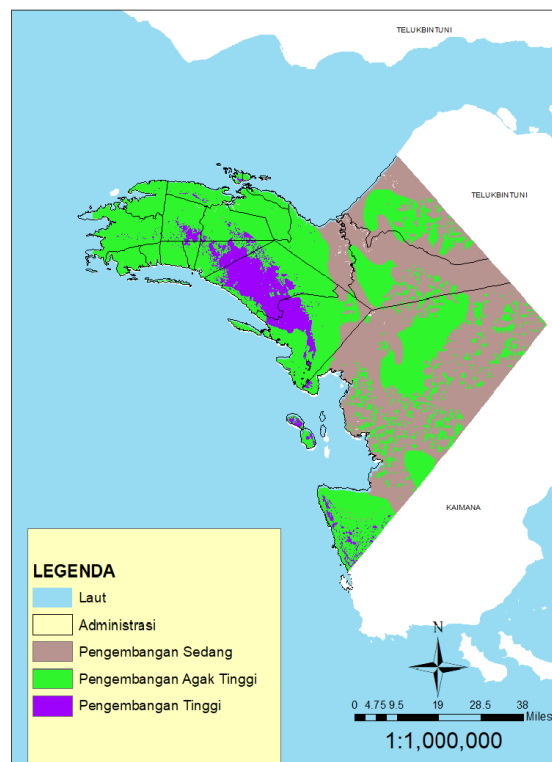 TELUKBINTUNI
TELUKBINTUNI
KAIMANA
LEGENDA
Laut
Administrasi
Pengembangan Sedang
Pengembangan Agak Tinggi
Pengembangan Tinggi
N
0 4.75 9.5 19 28.5 38
Miles
1:1,000,000